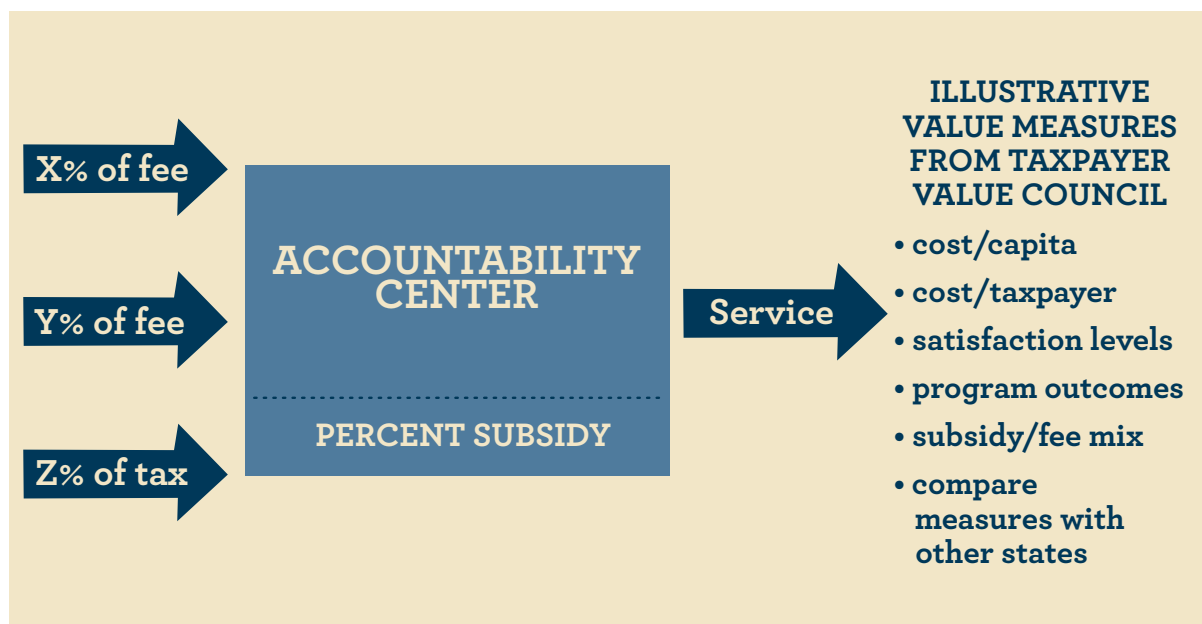 X% of fee
Y% of fee
Z% of tax
ACCOUNTABILITY
CENTER
PERCENT SUBSIDY
Service
ILLUSTRATIVE
VALUE MEASURES
FROM TAXPAYER
VALUE COUNCIL
• cost/capita
• cost/taxpayer
• satisfaction levels
• program outcomes
• subsidy/fee mix
• compare
measures with
other states